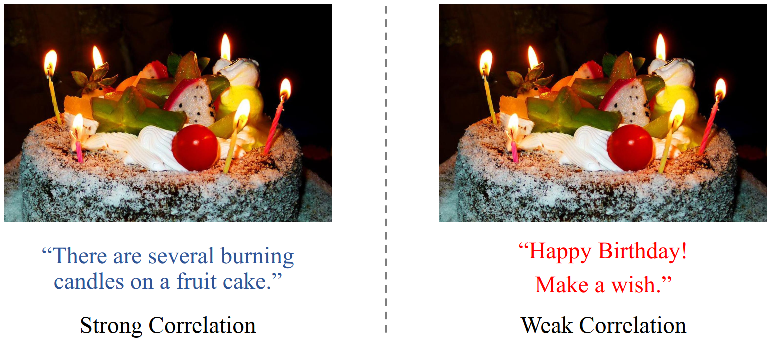 “There are several burning
candles on a fruit cake.”
Strong Correlation
“Happy Birthday!
Make a wish.”
Weak Correlation